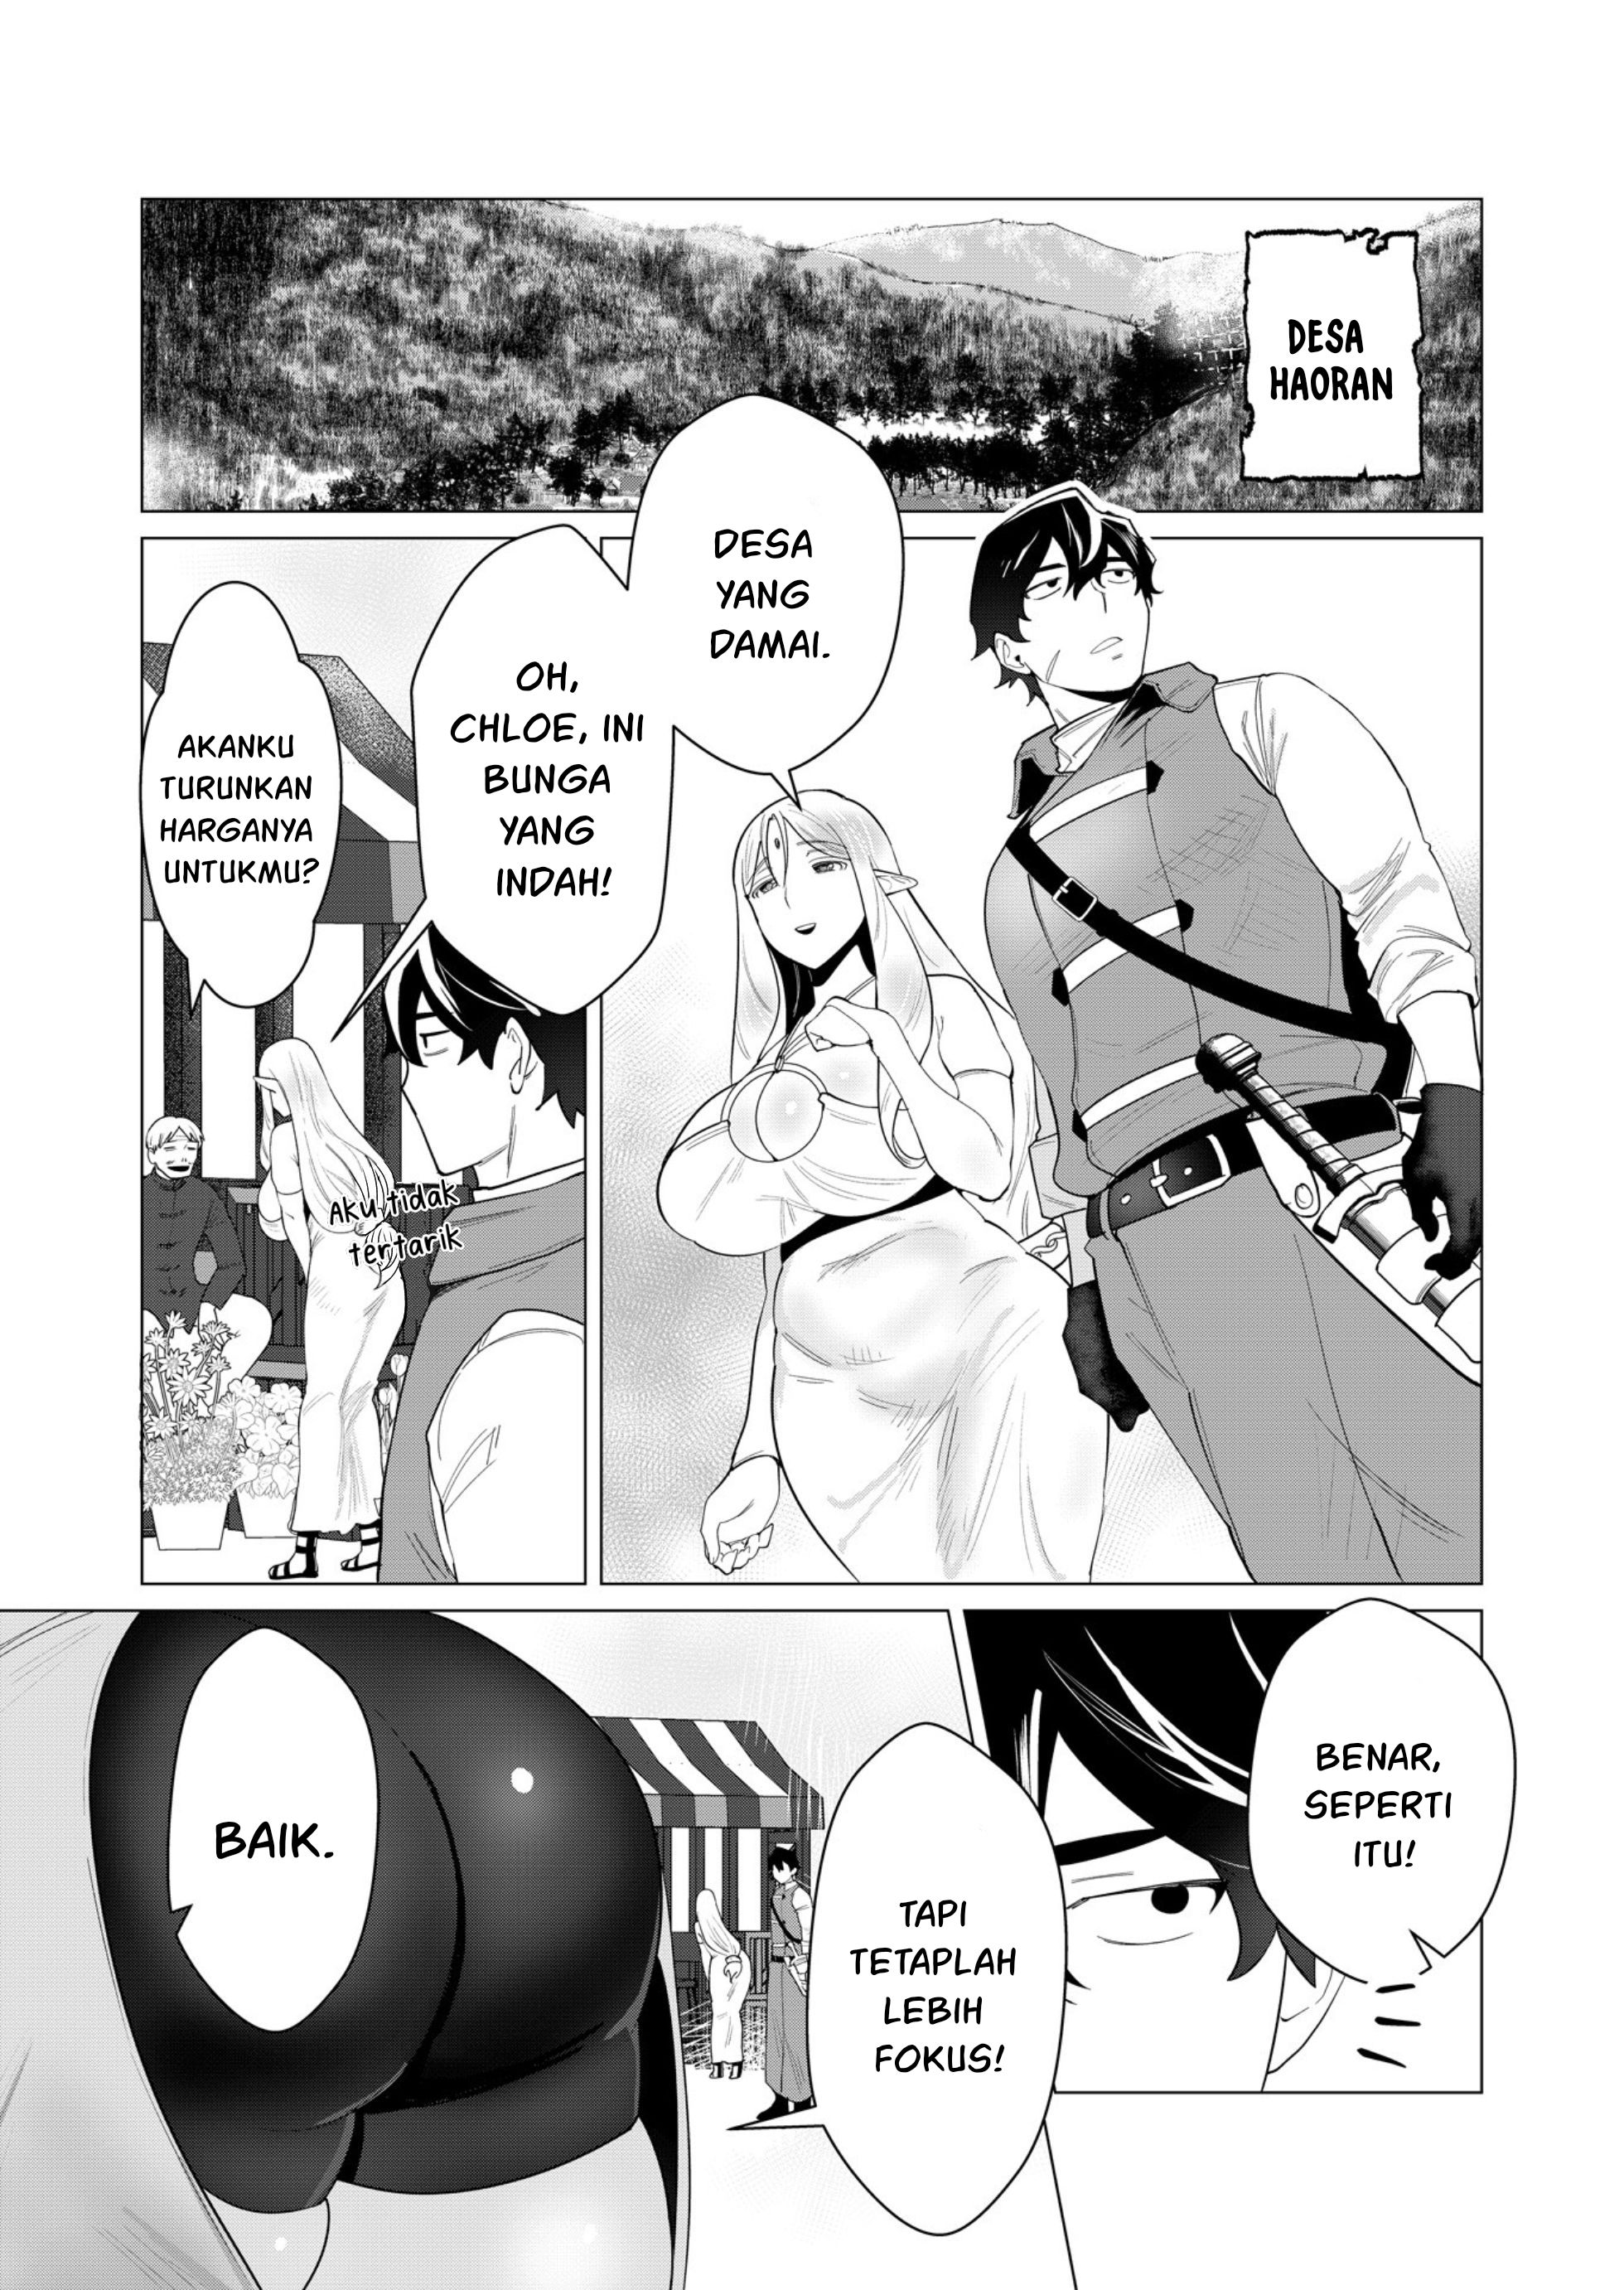 DESA
HAORAN
DESA
YANG
DAMAI.
OH,
CHLOE, INI
BUNGA
YANG
INDAH!
AKANKU
TURUNKAN
HARGANYA
UNTUKMU?
Aku tidak
tertarik
BENAR,
SEPERTI
ITU!
TAPI
TETAPLAH
LEBIH
FOKUS!
BAIK.